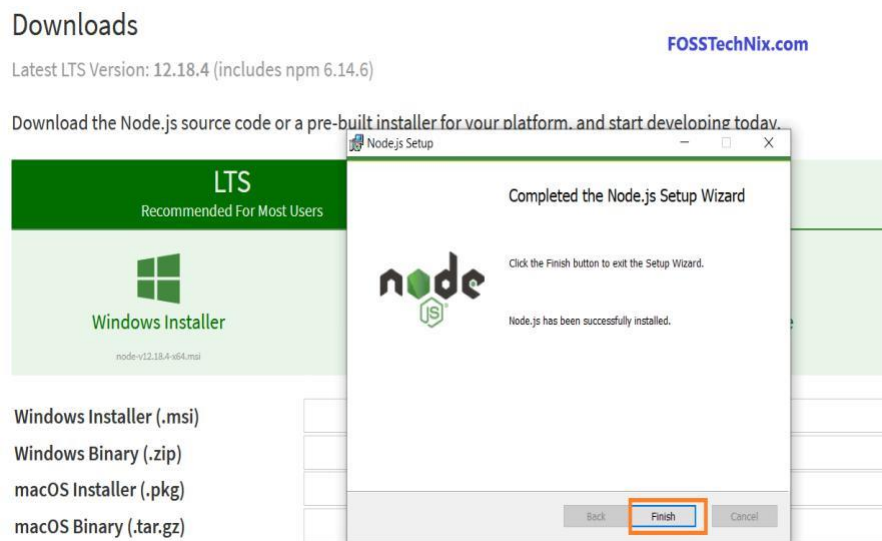 Downloads
FOSSTechNix.com
Latest LTS Version: 12.18.4 (includes npm 6.14.6)
Download the Node.js source code or a pre-built installer for your platform, and start developing today.
Node.js Setup
LTS
Recommended For Most Users
Completed the Node.js Setup Wizard
Click the Finish button to exit the Setup Wizard.
node
JS
Node.js has been successfully installed.
Windows Installer
node-v12.18.4-x64.msi
Windows Installer (.msi)
Windows Binary (.zip)
macOS Installer (.pkg)
macOS Binary (.tar.gz)
Back
Finish
Cancel